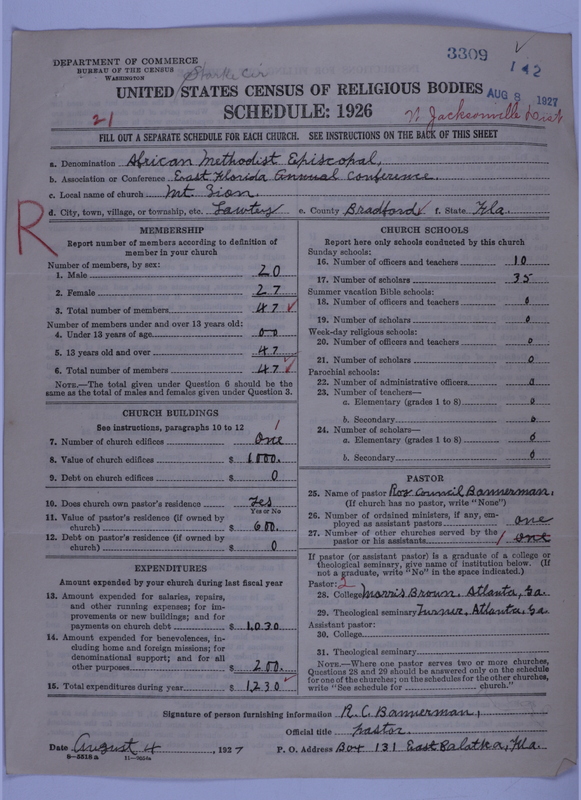 3309
142
DEPARTMENT OF COMMERCE
BUREAU OF THE CENSUS
WASHINGTON
Starke Cir
UNITED STATES CENSUS OF RELIGIOUS BODIES
AUG 8 1927
SCHEDULE: 1926
21
Jacksonville Dist
FILL OUT A SEPARATE SCHEDULE FOR EACH CHURCH. SEE INSTRUCTIONS ON THE BACK OF THIS SHEET
a. Denomination African Methodist Episcopal,
b. Association or Conference East Florida Annual Conference.
c. Local name of church Mt. Zion.
d. City, town, village, or township, etc. Lawtey e. County Bradford f. State Fla.
R
MEMBERSHIP
Report number of members according to definition of
member in your church
Number of members, by sex:
1. Male 20
2. Female 27
3. Total number of members 47
Number of members under and over 13 years old:
4. Under 13 years of age 00
5. 13 years old and over 47
6. Total number of members 47
NOTE.—The total given under Question 6 should be the
same as the total of males and females given under Question 3.
CHURCH BUILDINGS
See instructions, paragraphs 10 to 12
1
7. Number of church edifices One
8. Value of church edifices $
9. Debt on church edifices $ 0
10. Does church own pastor's residence Yes
Yes or No
11. Value of pastor's residence (if owned by
church) $ 600.
12. Debt on pastor's residence (if owned by
church) $ 0
EXPENDITURES
Amount expended by your church during last fiscal year
13. Amount expended for salaries, repairs,
and other running expenses; for im-
provements or new buildings; and for
payments on church debt $ 1,030
14. Amount expended for benevolences, in-
cluding home and foreign missions; for
denominational support; and for all
other purposes $ 200.
15. Total expenditures during year $ 1,230
CHURCH SCHOOLS
Report here only schools conducted by this church
Sunday schools:
16. Number of officers and teachers 10
17. Number of scholars 35
Summer vacation Bible schools:
18. Number of officers and teachers 0
19. Number of scholars 0
Week-day religious schools:
20. Number of officers and teachers 0
21. Number of scholars 0
Parochial schools:
22. Number of administrative officers 0
23. Number of teachers—
a. Elementary (grades 1 to 8) 0
b. Secondary 0
24. Number of scholars—
a. Elementary (grades 1 to 8) 0
b. Secondary 0
PASTOR
25. Name of pastor Roy Council Bannerman,
(If church has no pastor, write "None")
26. Number of ordained ministers, if any, em-
ployed as assistant pastors one
27. Number of other churches served by the
pastor or his assistants 1 one
If pastor (or assistant pastor) is a graduate of a college or
theological seminary, give name of institution below. (If
not a graduate, write "No" in the space indicated.)
Pastor: 2
28. College Morris Brown, Atlanta, Ga.
29. Theological seminary Turner, Atlanta, Ga.
Assistant pastor:
30. College
31. Theological seminary
NOTE.—Where one pastor serves two or more churches,
Questions 28 and 29 should be answered only on the schedule
for one of the churches; on the schedules for the other churches,
write "See schedule for church."
Signature of person furnishing information R.C. Bannerman,
Official title Pastor.
Date August 4, 1927 P. O. Address Box 131 East Palatka, Fla.
8-5518a 11-9054a